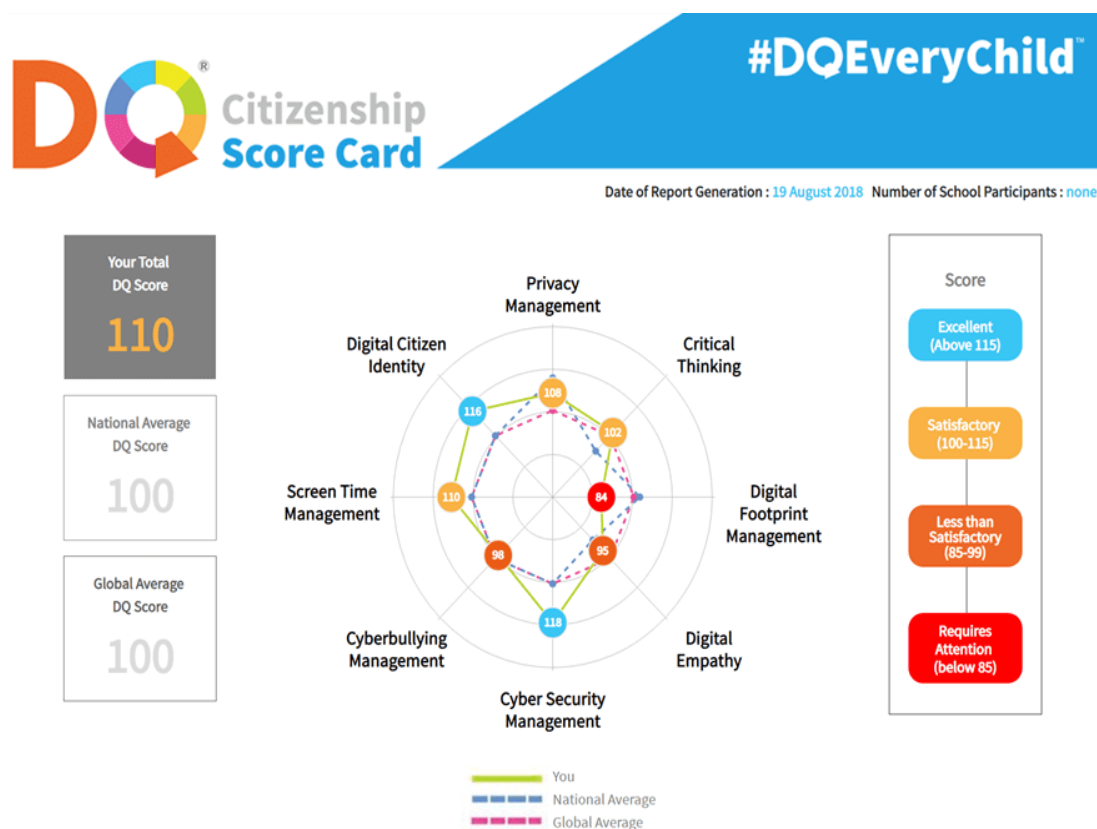 #DQEveryChild™
DQ®
Citizenship
Score Card
Date of Report Generation : 19 August 2018 Number of School Participants : none
Your Total
DQ Score
110
National Average
DQ Score
100
Global Average
DQ Score
100
Privacy
Management
Critical
Thinking
Digital
Footprint
Management
Digital
Empathy
Cyber Security
Management
Cyberbullying
Management
Screen Time
Management
Digital Citizen
Identity
108
102
84
95
118
98
110
116
Score
Excellent
(Above 115)
Satisfactory
(100-115)
Less than
Satisfactory
(85-99)
Requires
Attention
(below 85)
You
National Average
Global Average